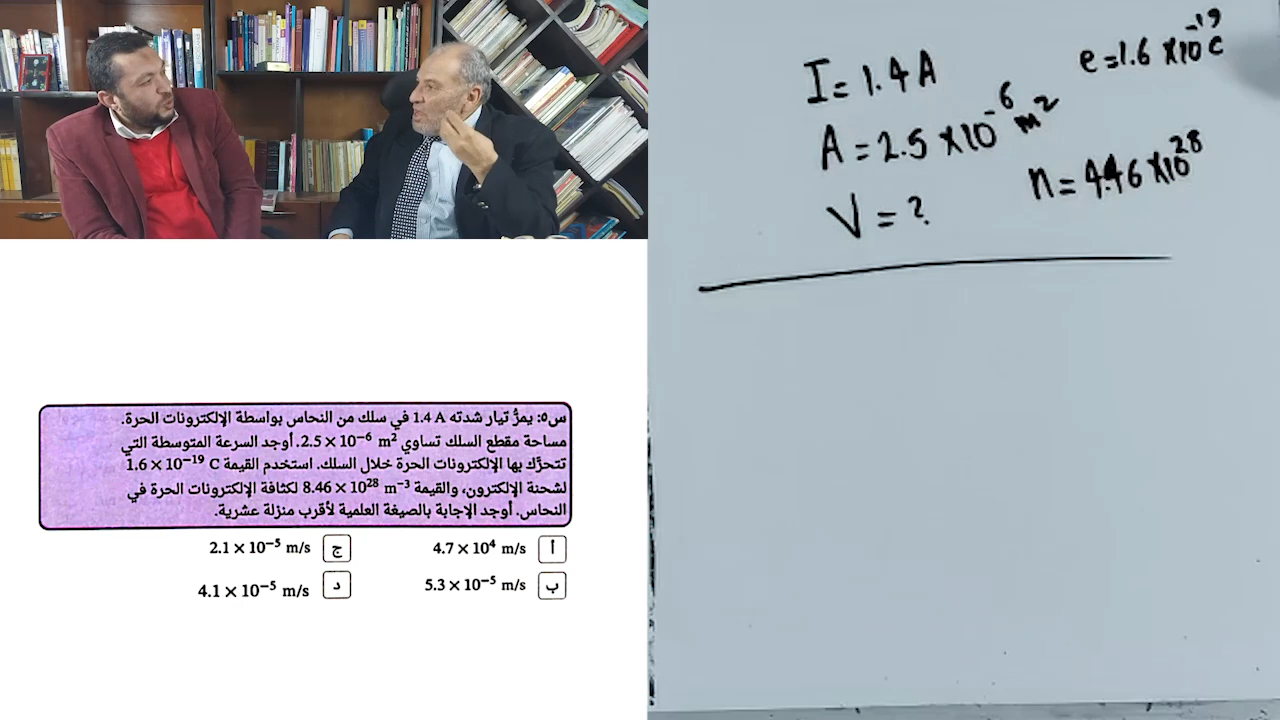 I = 1.4 A
e = 1.6 × 10⁻¹⁹ C
A = 2.5 × 10⁻⁶ m²
n = 4.46 × 10²⁸
V = ?
س٥: يمرُّ تيار شدته 1.4 A في سلك من النحاس بواسطة الإلكترونات الحرة.
مساحة مقطع السلك تساوي 2.5 × 10⁻⁶ m². أوجد السرعة المتوسطة التي
تتحرَّك بها الإلكترونات الحرة خلال السلك. استخدم القيمة 1.6 × 10⁻¹⁹ C
لشحنة الإلكترون، والقيمة 8.46 × 10²⁸ m⁻³ لكثافة الإلكترونات الحرة في
النحاس. أوجد الإجابة بالصيغة العلمية لأقرب منزلة عشرية.
أ 4.7 × 10⁴ m/s
ج 2.1 × 10⁻⁵ m/s
ب 5.3 × 10⁻⁵ m/s
د 4.1 × 10⁻⁵ m/s